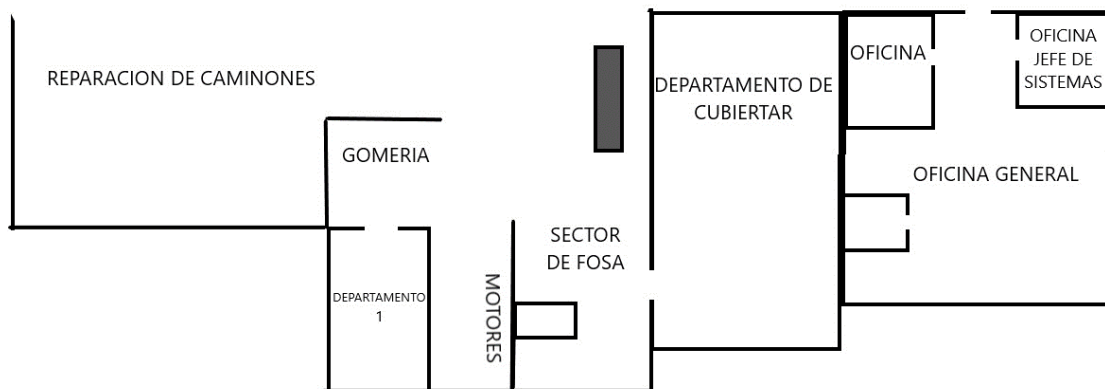 REPARACION DE CAMINONES
GOMERIA
DEPARTAMENTO
1
MOTORES
SECTOR
DE FOSA
DEPARTAMENTO DE
CUBIERTAR
OFICINA
OFICINA
JEFE DE
SISTEMAS
OFICINA GENERAL